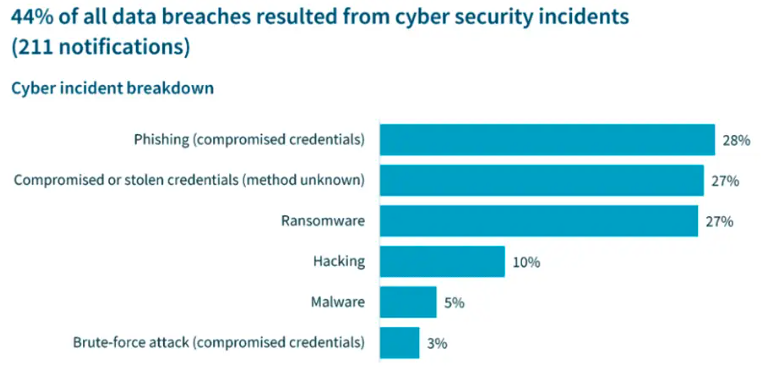 44% of all data breaches resulted from cyber security incidents
(211 notifications)
Cyber incident breakdown
Phishing (compromised credentials) 28%
Compromised or stolen credentials (method unknown) 27%
Ransomware 27%
Hacking 10%
Malware 5%
Brute-force attack (compromised credentials) 3%